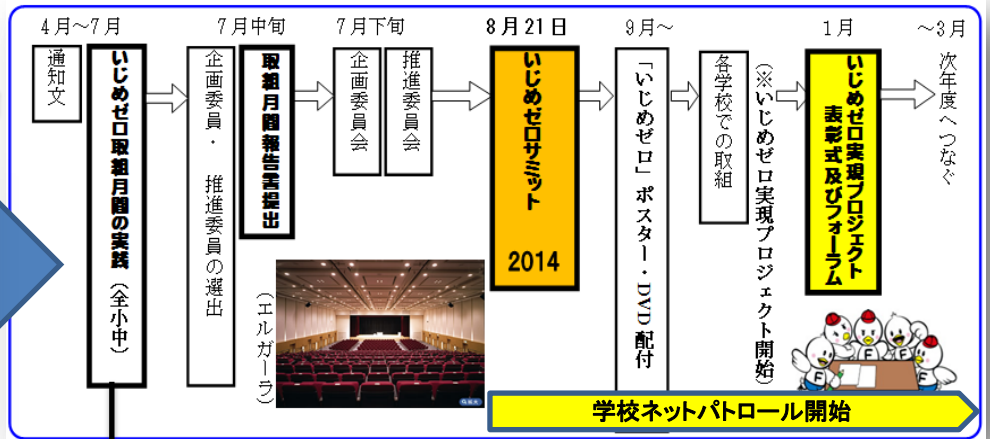 4月～7月
7月中旬
7月下旬
8月21日
9月～
1月
～3月
通知文
いじめゼロ取組月間の実践（全小中）
企画委員・　推進委員の選出
取組月間報告書提出
（エルガーラ）
企画委員会
推進委員会
いじめゼロサミット
2014
「いじめゼロ」ポスター・DVD配付
各学校での取組
（※いじめゼロ実現プロジェクト開始）
いじめゼロ実現プロジェクト
表彰式及びフォーラム
次年度へつなぐ
F
F
F
F
学校ネットパトロール開始